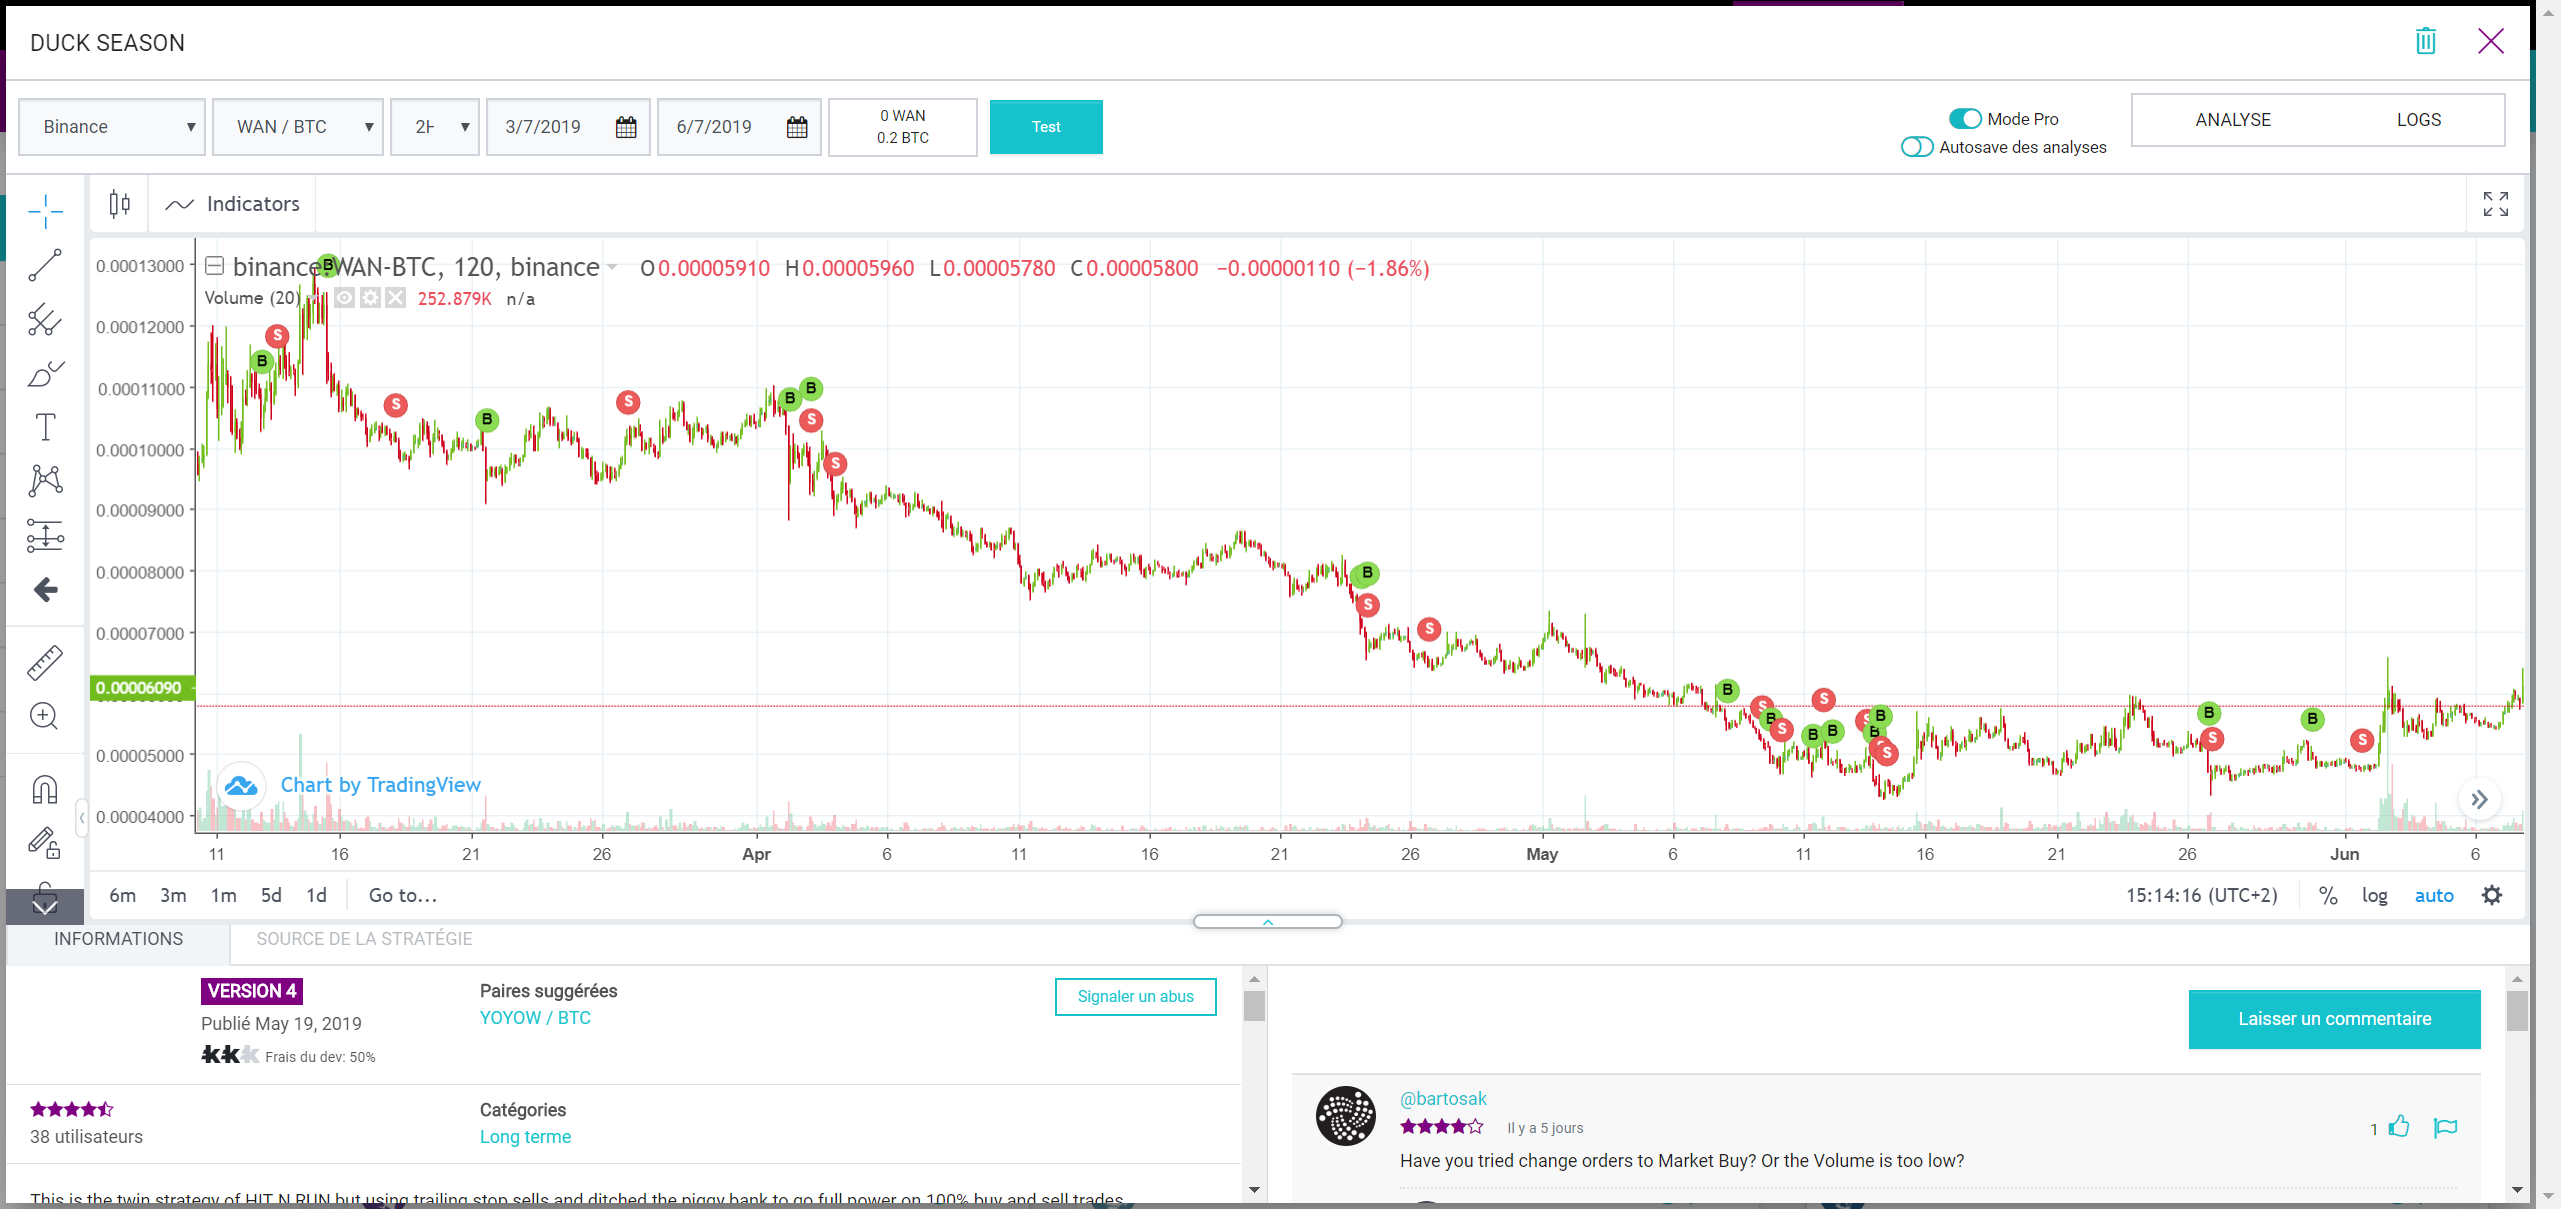 DUCK SEASON
Binance
WAN / BTC
2H
3/7/2019
6/7/2019
0 WAN
0.2 BTC
Test
Mode Pro
Autosave des analyses
ANALYSE
LOGS
Indicators
binance:WAN-BTC, 120, binance
O0.00005910 H0.00005960 L0.00005780 C0.00005800 −0.00000110 (−1.86%)
Volume (20)
252.879K n/a
0.00013000
0.00012000
0.00011000
0.00010000
0.00009000
0.00008000
0.00007000
0.00006090
0.00005000
0.00004000
B
S
B
S
B
S
B
B
S
S
B
S
S
B
S
B
S
S
B
B
S
B
B
S
S
B
S
B
S
Chart by TradingView
11 16 21 26 Apr 6 11 16 21 26 May 6 11 16 21 26 Jun 6
6m 3m 1m 5d 1d Go to...
15:14:16 (UTC+2) % log auto
INFORMATIONS
SOURCE DE LA STRATÉGIE
VERSION 4
Publié May 19, 2019
Frais du dev: 50%
Paires suggérées
YOYOW / BTC
Signaler un abus
38 utilisateurs
Catégories
Long terme
This is the twin strategy of HIT N RUN but using trailing stop sells and ditched the piggy bank to go full power on 100% buy and sell trades
Laisser un commentaire
@bartosak
Il y a 5 jours
1
Have you tried change orders to Market Buy? Or the Volume is too low?